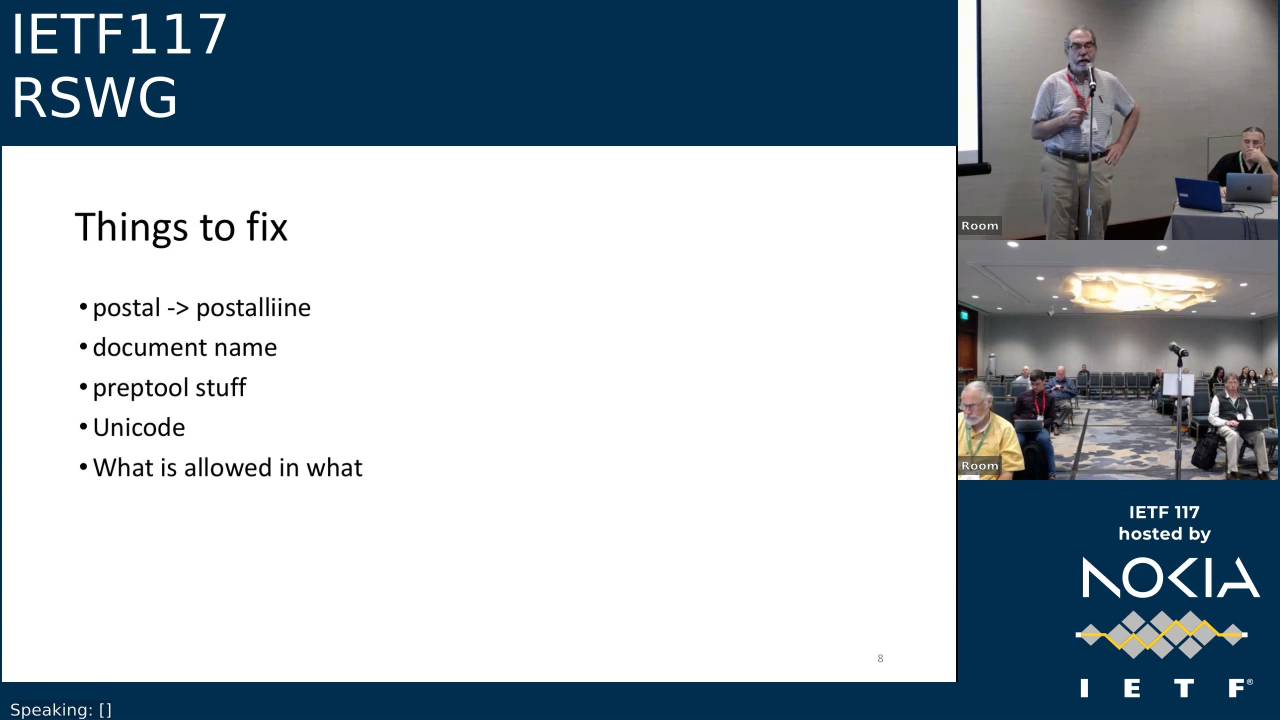 IETF117
RSWG
Things to fix
• postal -> postalliine
• document name
• preptool stuff
• Unicode
• What is allowed in what
8
Speaking: []
Room
Room
IETF 117
hosted by
NOKIA
I E T F®